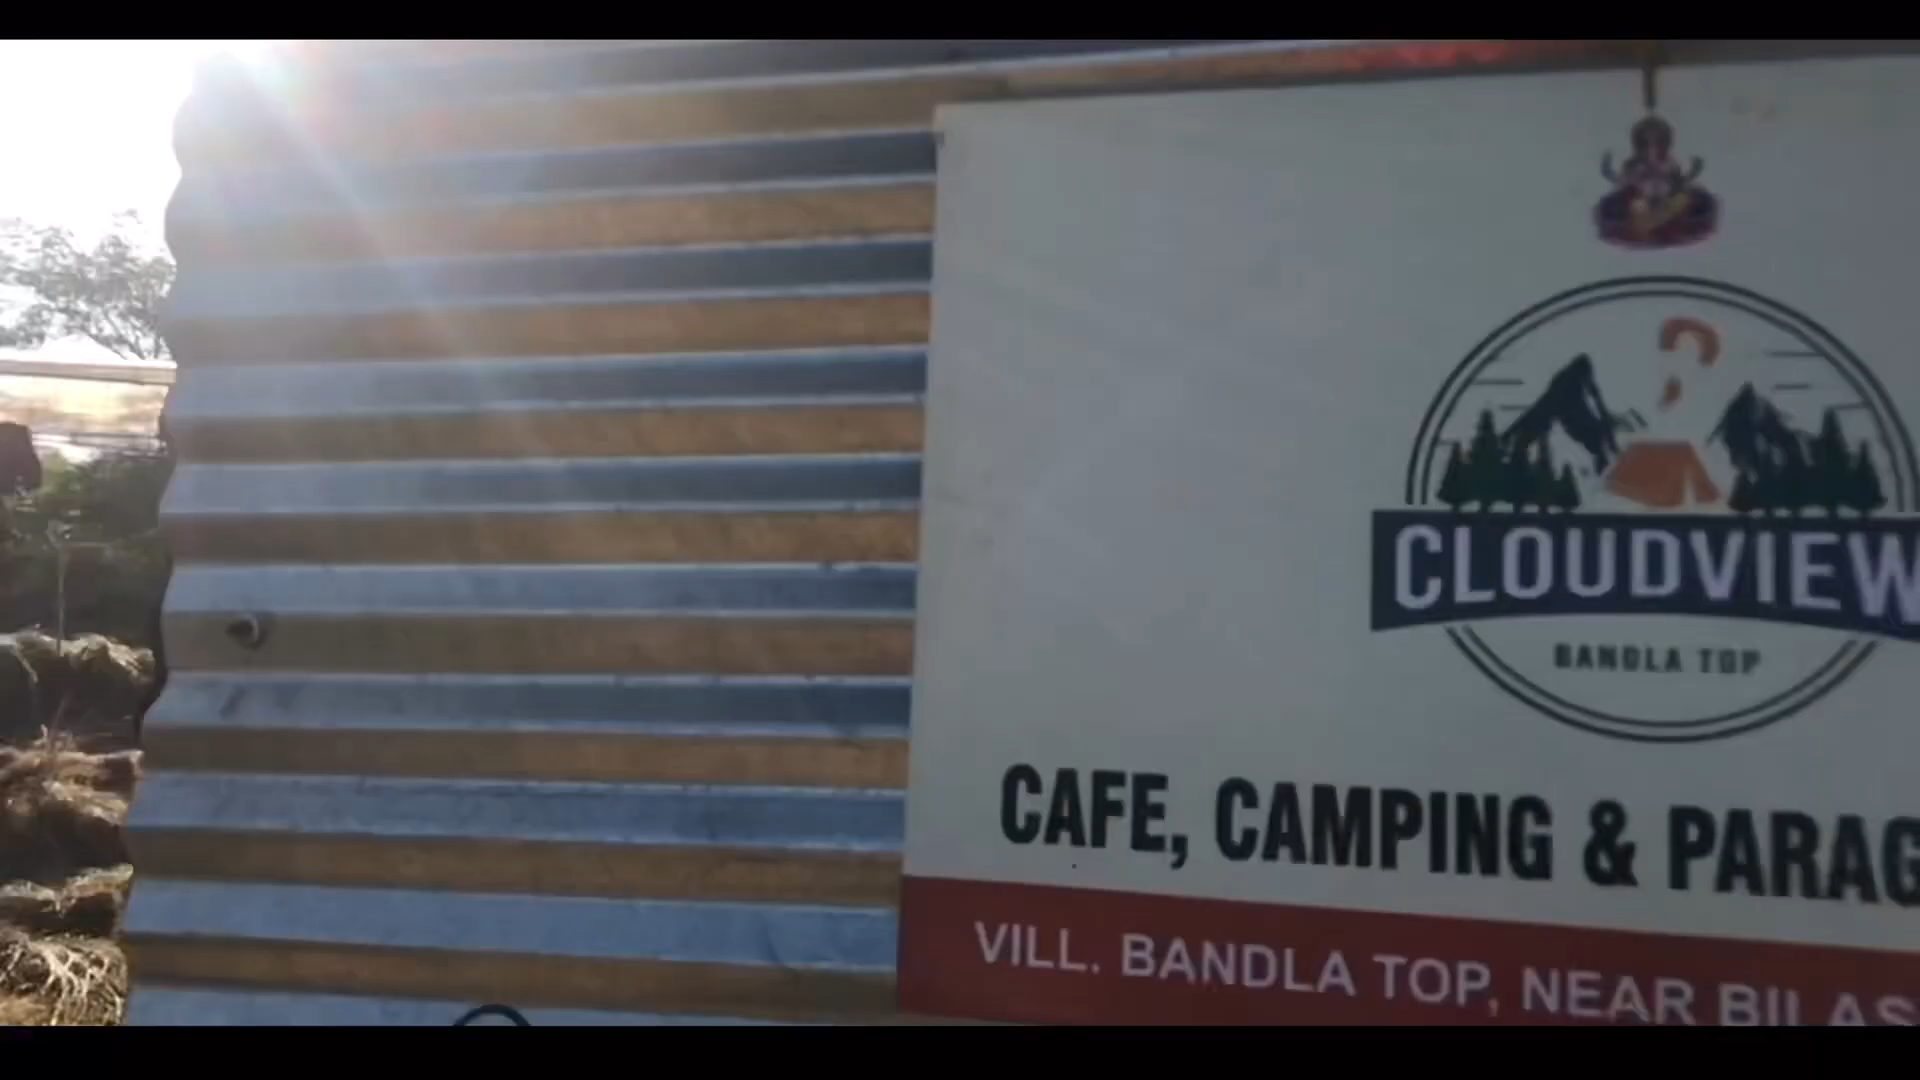 CLOUDVIEW
BANDLA TOP
CAFE, CAMPING & PARAG
VILL. BANDLA TOP, NEAR BILAS